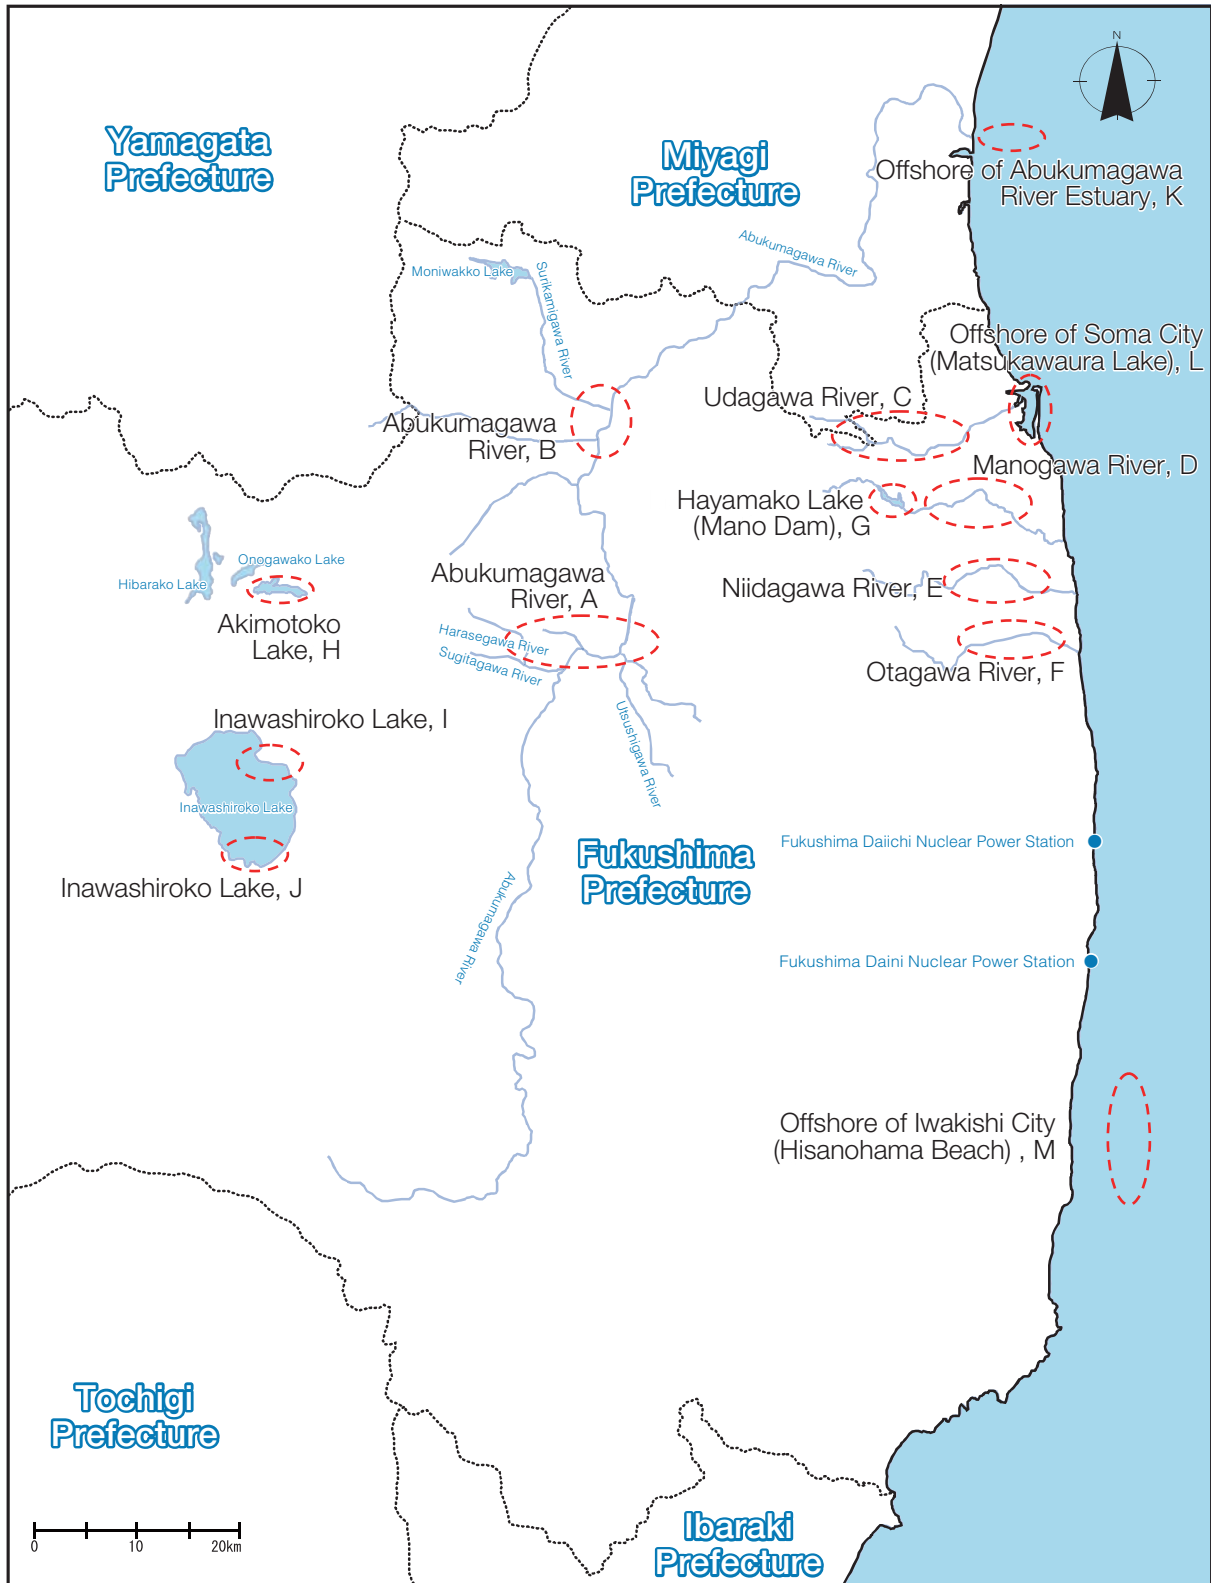 N
Yamagata
Prefecture
Miyagi
Prefecture
Offshore of Abukumagawa
River Estuary, K
Abukumagawa River
Moniwakko Lake
Surikamigawa River
Offshore of Soma City
(Matsukawaura Lake), L
Udagawa River, C
Abukumagawa
River, B
Manogawa River, D
Hayamako Lake
(Mano Dam), G
Onogawako Lake
Hibarako Lake
Abukumagawa
River, A
Niidagawa River, E
Akimotoko
Lake, H
Harasegawa River
Sugitagawa River
Otagawa River, F
Inawashiroko Lake, I
Utsushigawa River
Inawashiroko Lake
Fukushima Daiichi Nuclear Power Station
Fukushima
Prefecture
Inawashiroko Lake, J
Abukumagawa River
Fukushima Daini Nuclear Power Station
Offshore of Iwakishi City
(Hisanohama Beach) , M
Tochigi
Prefecture
Ibaraki
Prefecture
0 10 20km